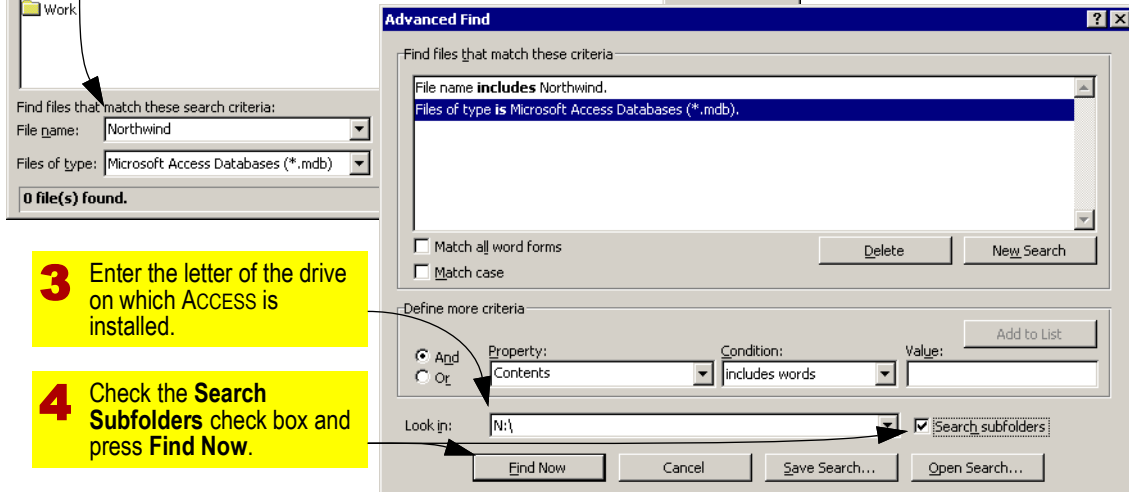 Work
Find files that match these search criteria:
File name: Northwind
Files of type: Microsoft Access Databases (*.mdb)
0 file(s) found.
Advanced Find
Find files that match these criteria
File name includes Northwind.
Files of type is Microsoft Access Databases (*.mdb).
Match all word forms
Match case
Delete
New Search
Define more criteria
Add to List
And
Or
Property:
Contents
Condition:
includes words
Value:
Look in: N:\
Search subfolders
Find Now
Cancel
Save Search...
Open Search...
3 Enter the letter of the drive
on which ACCESS is
installed.
4 Check the Search
Subfolders check box and
press Find Now.